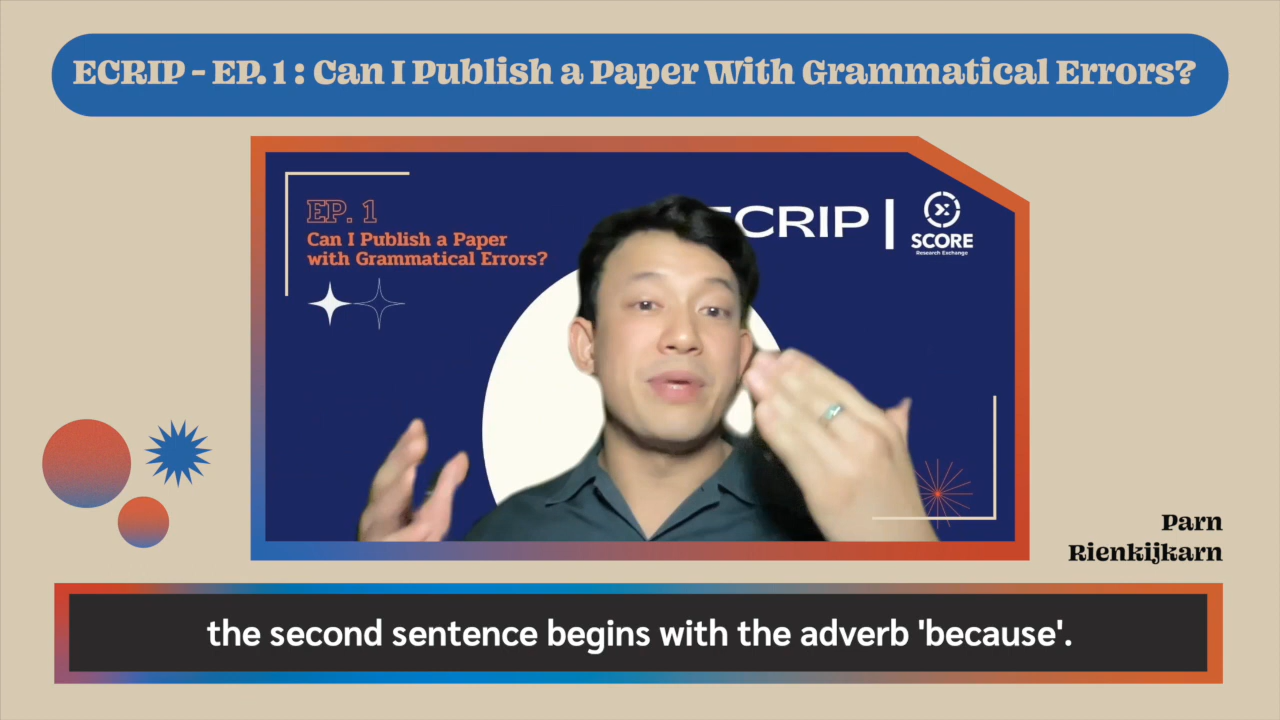 ECRIP - EP. 1 : Can I Publish a Paper With Grammatical Errors?
EP. 1
Can I Publish a Paper
with Grammatical Errors?
ECRIP
SCORE
Research Exchange
Parn
Rienkijkarn
the second sentence begins with the adverb 'because'.